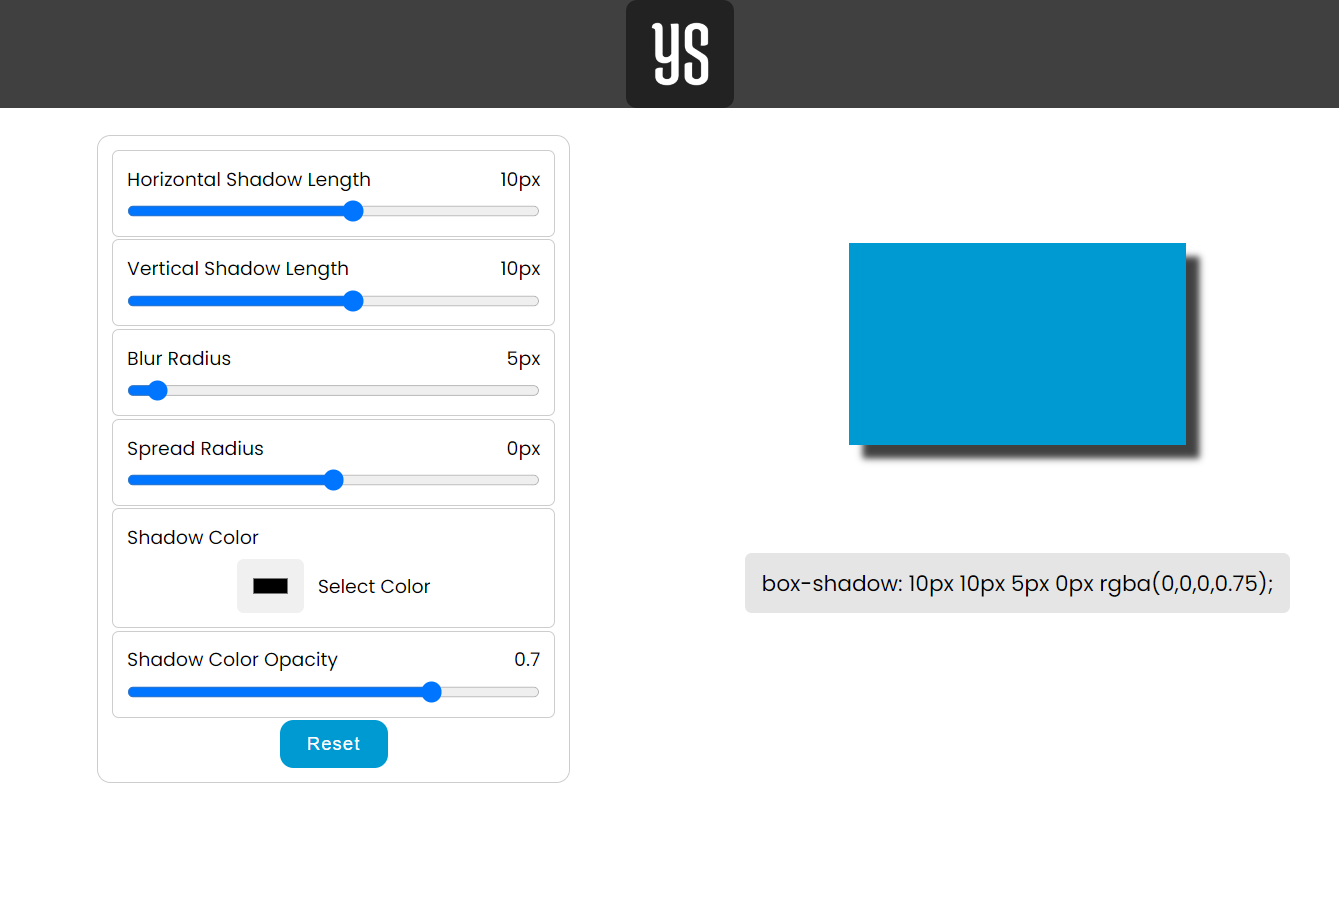 YS
Horizontal Shadow Length 10px
Vertical Shadow Length 10px
Blur Radius 5px
Spread Radius 0px
Shadow Color
Select Color
Shadow Color Opacity 0.7
Reset
box-shadow: 10px 10px 5px 0px rgba(0,0,0,0.75);